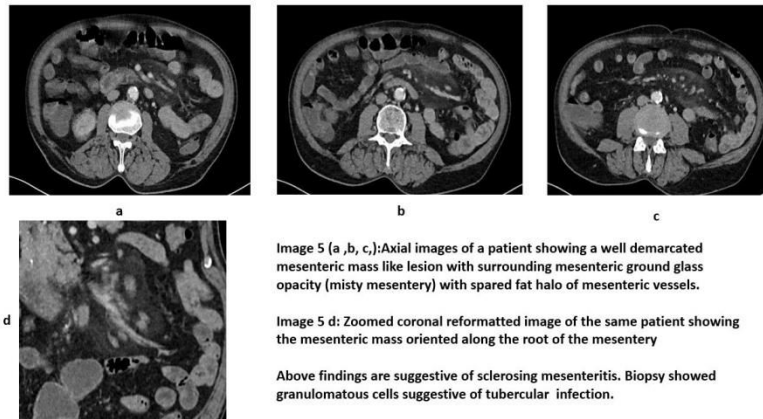 a
b
c
d
Image 5 (a ,b, c,):Axial images of a patient showing a well demarcated
mesenteric mass like lesion with surrounding mesenteric ground glass
opacity (misty mesentery) with spared fat halo of mesenteric vessels.
Image 5 d: Zoomed coronal reformatted image of the same patient showing
the mesenteric mass oriented along the root of the mesentery
Above findings are suggestive of sclerosing mesenteritis. Biopsy showed
granulomatous cells suggestive of tubercular infection.